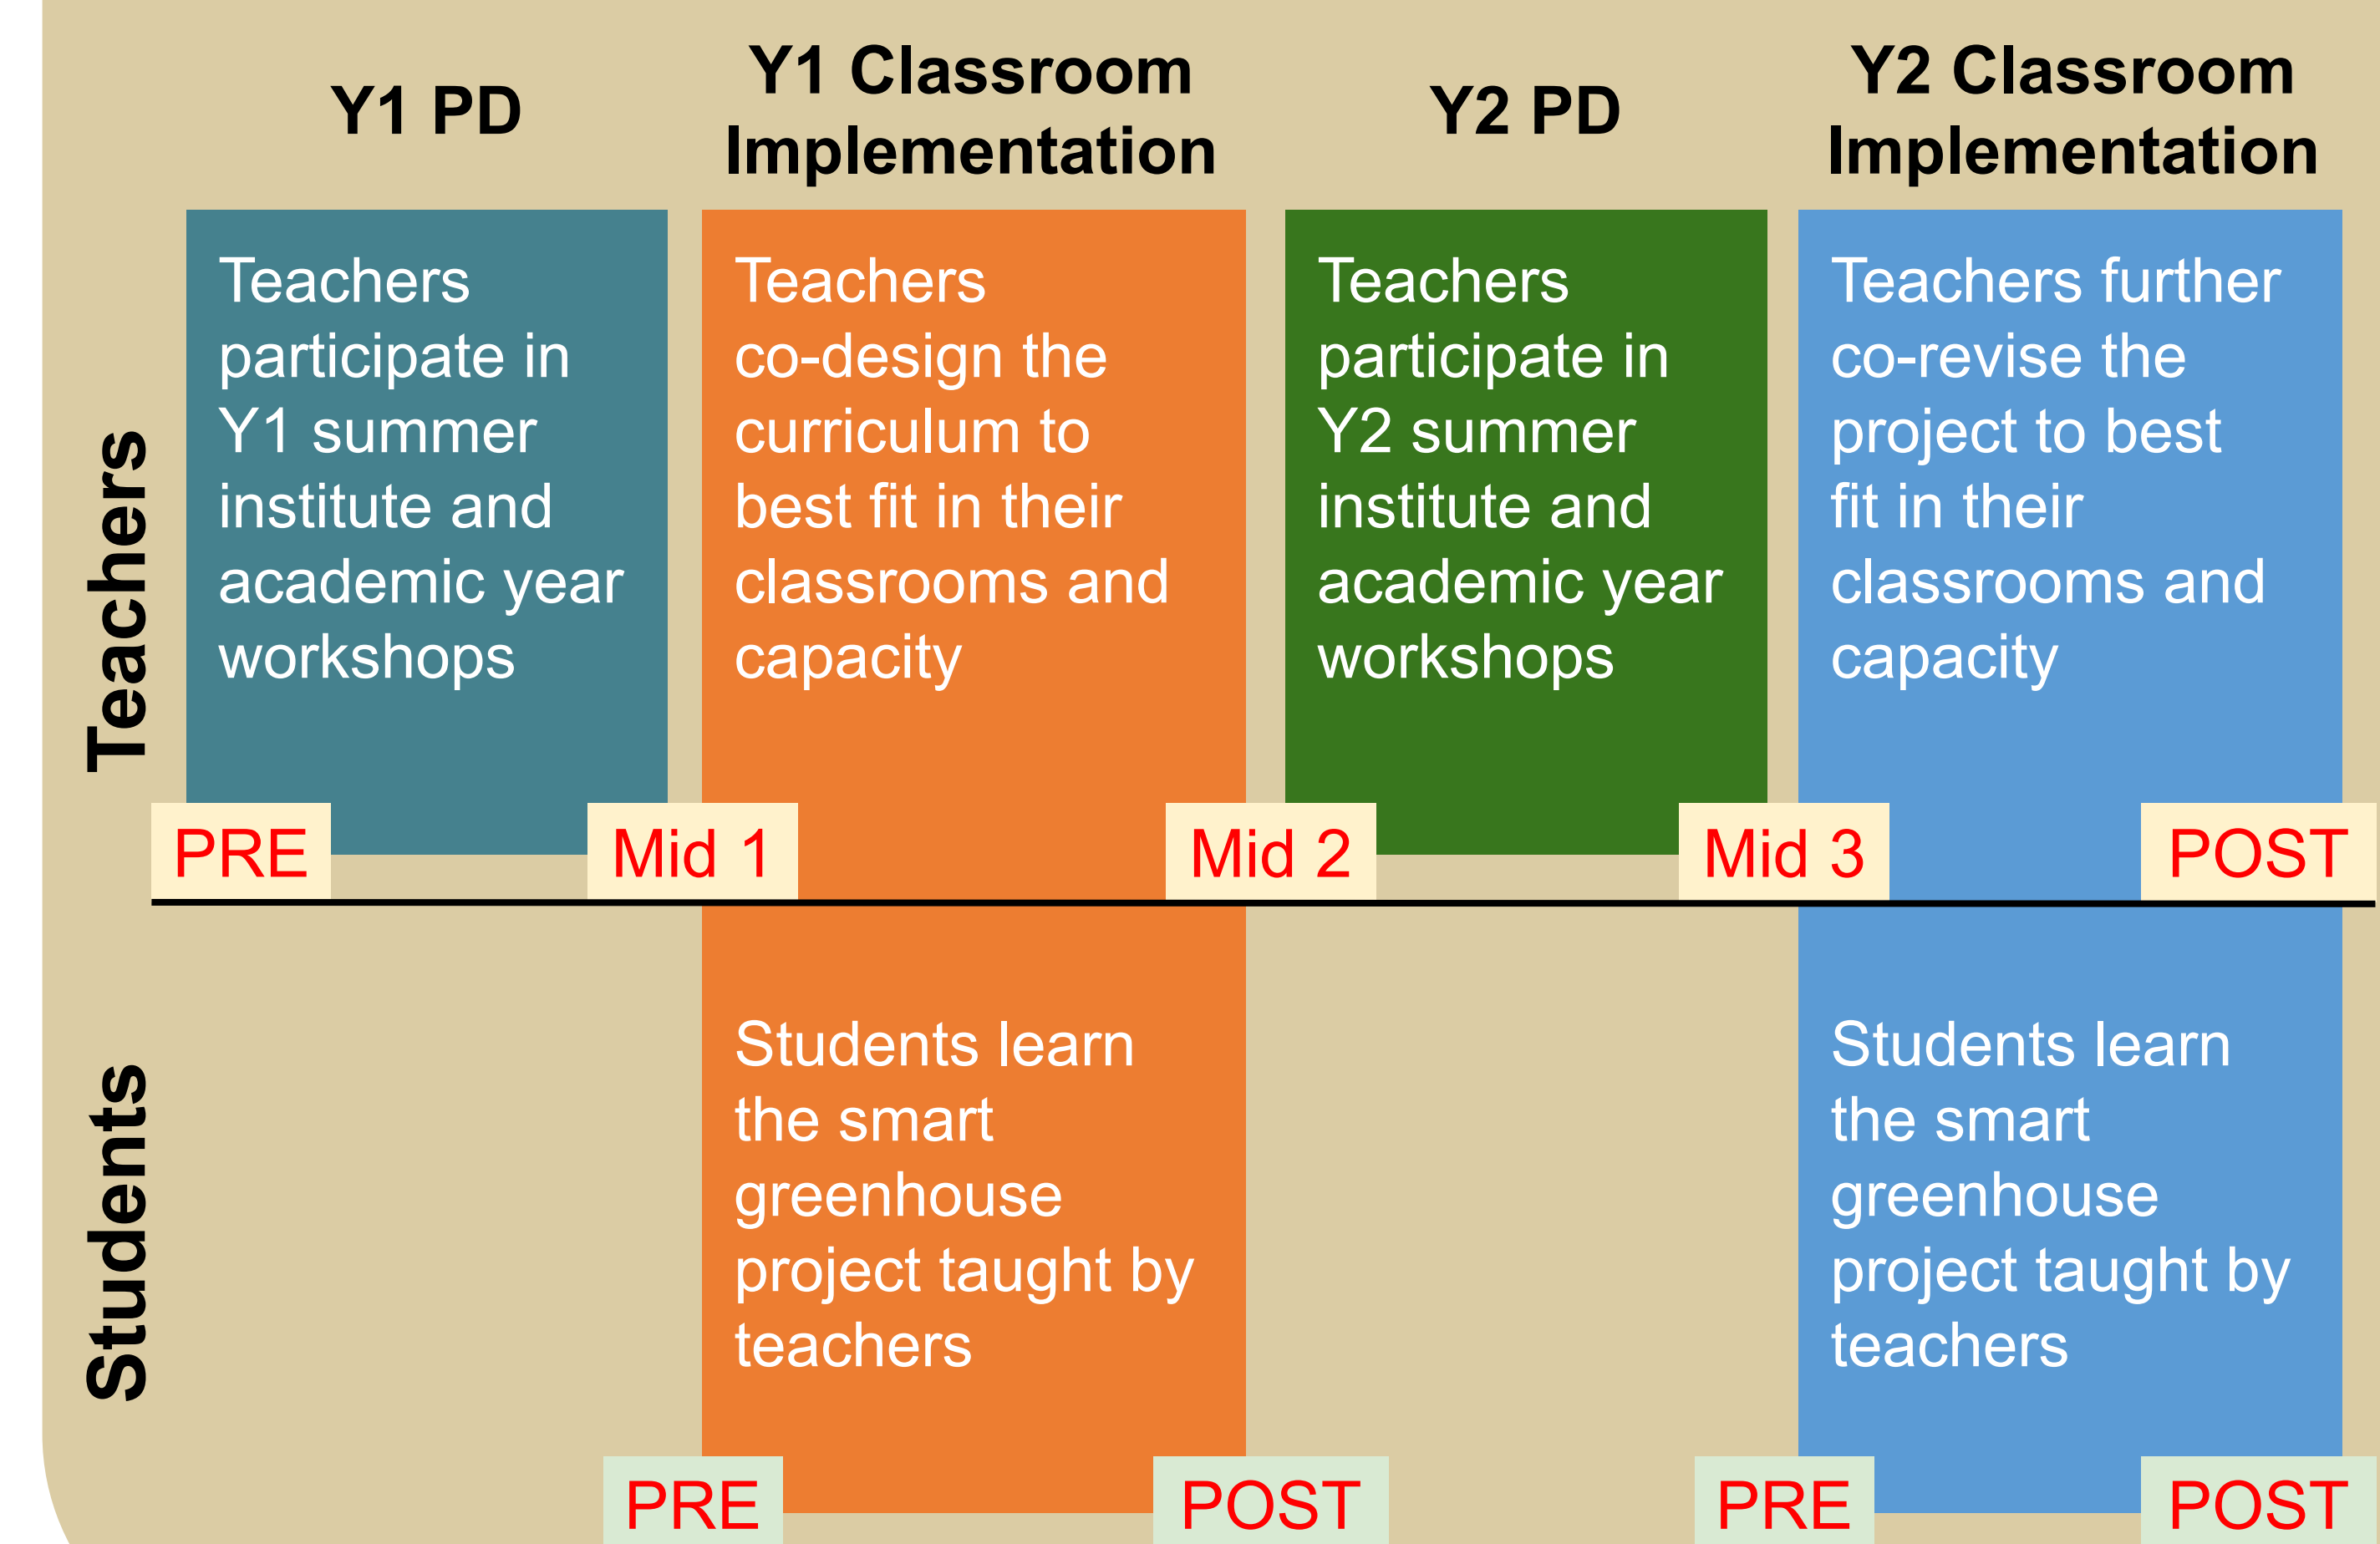 Y1 PD
Y1 Classroom
Implementation
Y2 PD
Y2 Classroom
Implementation
Teachers
Teachers
participate in
Y1 summer
institute and
academic year
workshops
Teachers
co-design the
curriculum to
best fit in their
classrooms and
capacity
Teachers
participate in
Y2 summer
institute and
academic year
workshops
Teachers further
co-revise the
project to best
fit in their
classrooms and
capacity
PRE
Mid 1
Mid 2
Mid 3
POST
Students
Students learn
the smart
greenhouse
project taught by
teachers
Students learn
the smart
greenhouse
project taught by
teachers
PRE
POST
PRE
POST